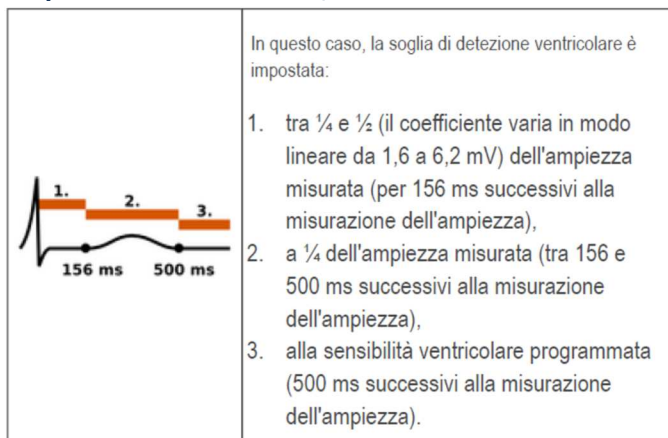 In questo caso, la soglia di detezione ventricolare è
impostata:
1. tra ¼ e ½ (il coefficiente varia in modo
lineare da 1,6 a 6,2 mV) dell'ampiezza
misurata (per 156 ms successivi alla
misurazione dell'ampiezza),
2. a ¼ dell'ampiezza misurata (tra 156 e
500 ms successivi alla misurazione
dell'ampiezza),
3. alla sensibilità ventricolare programmata
(500 ms successivi alla misurazione
dell'ampiezza).
1.
2.
3.
156 ms 500 ms